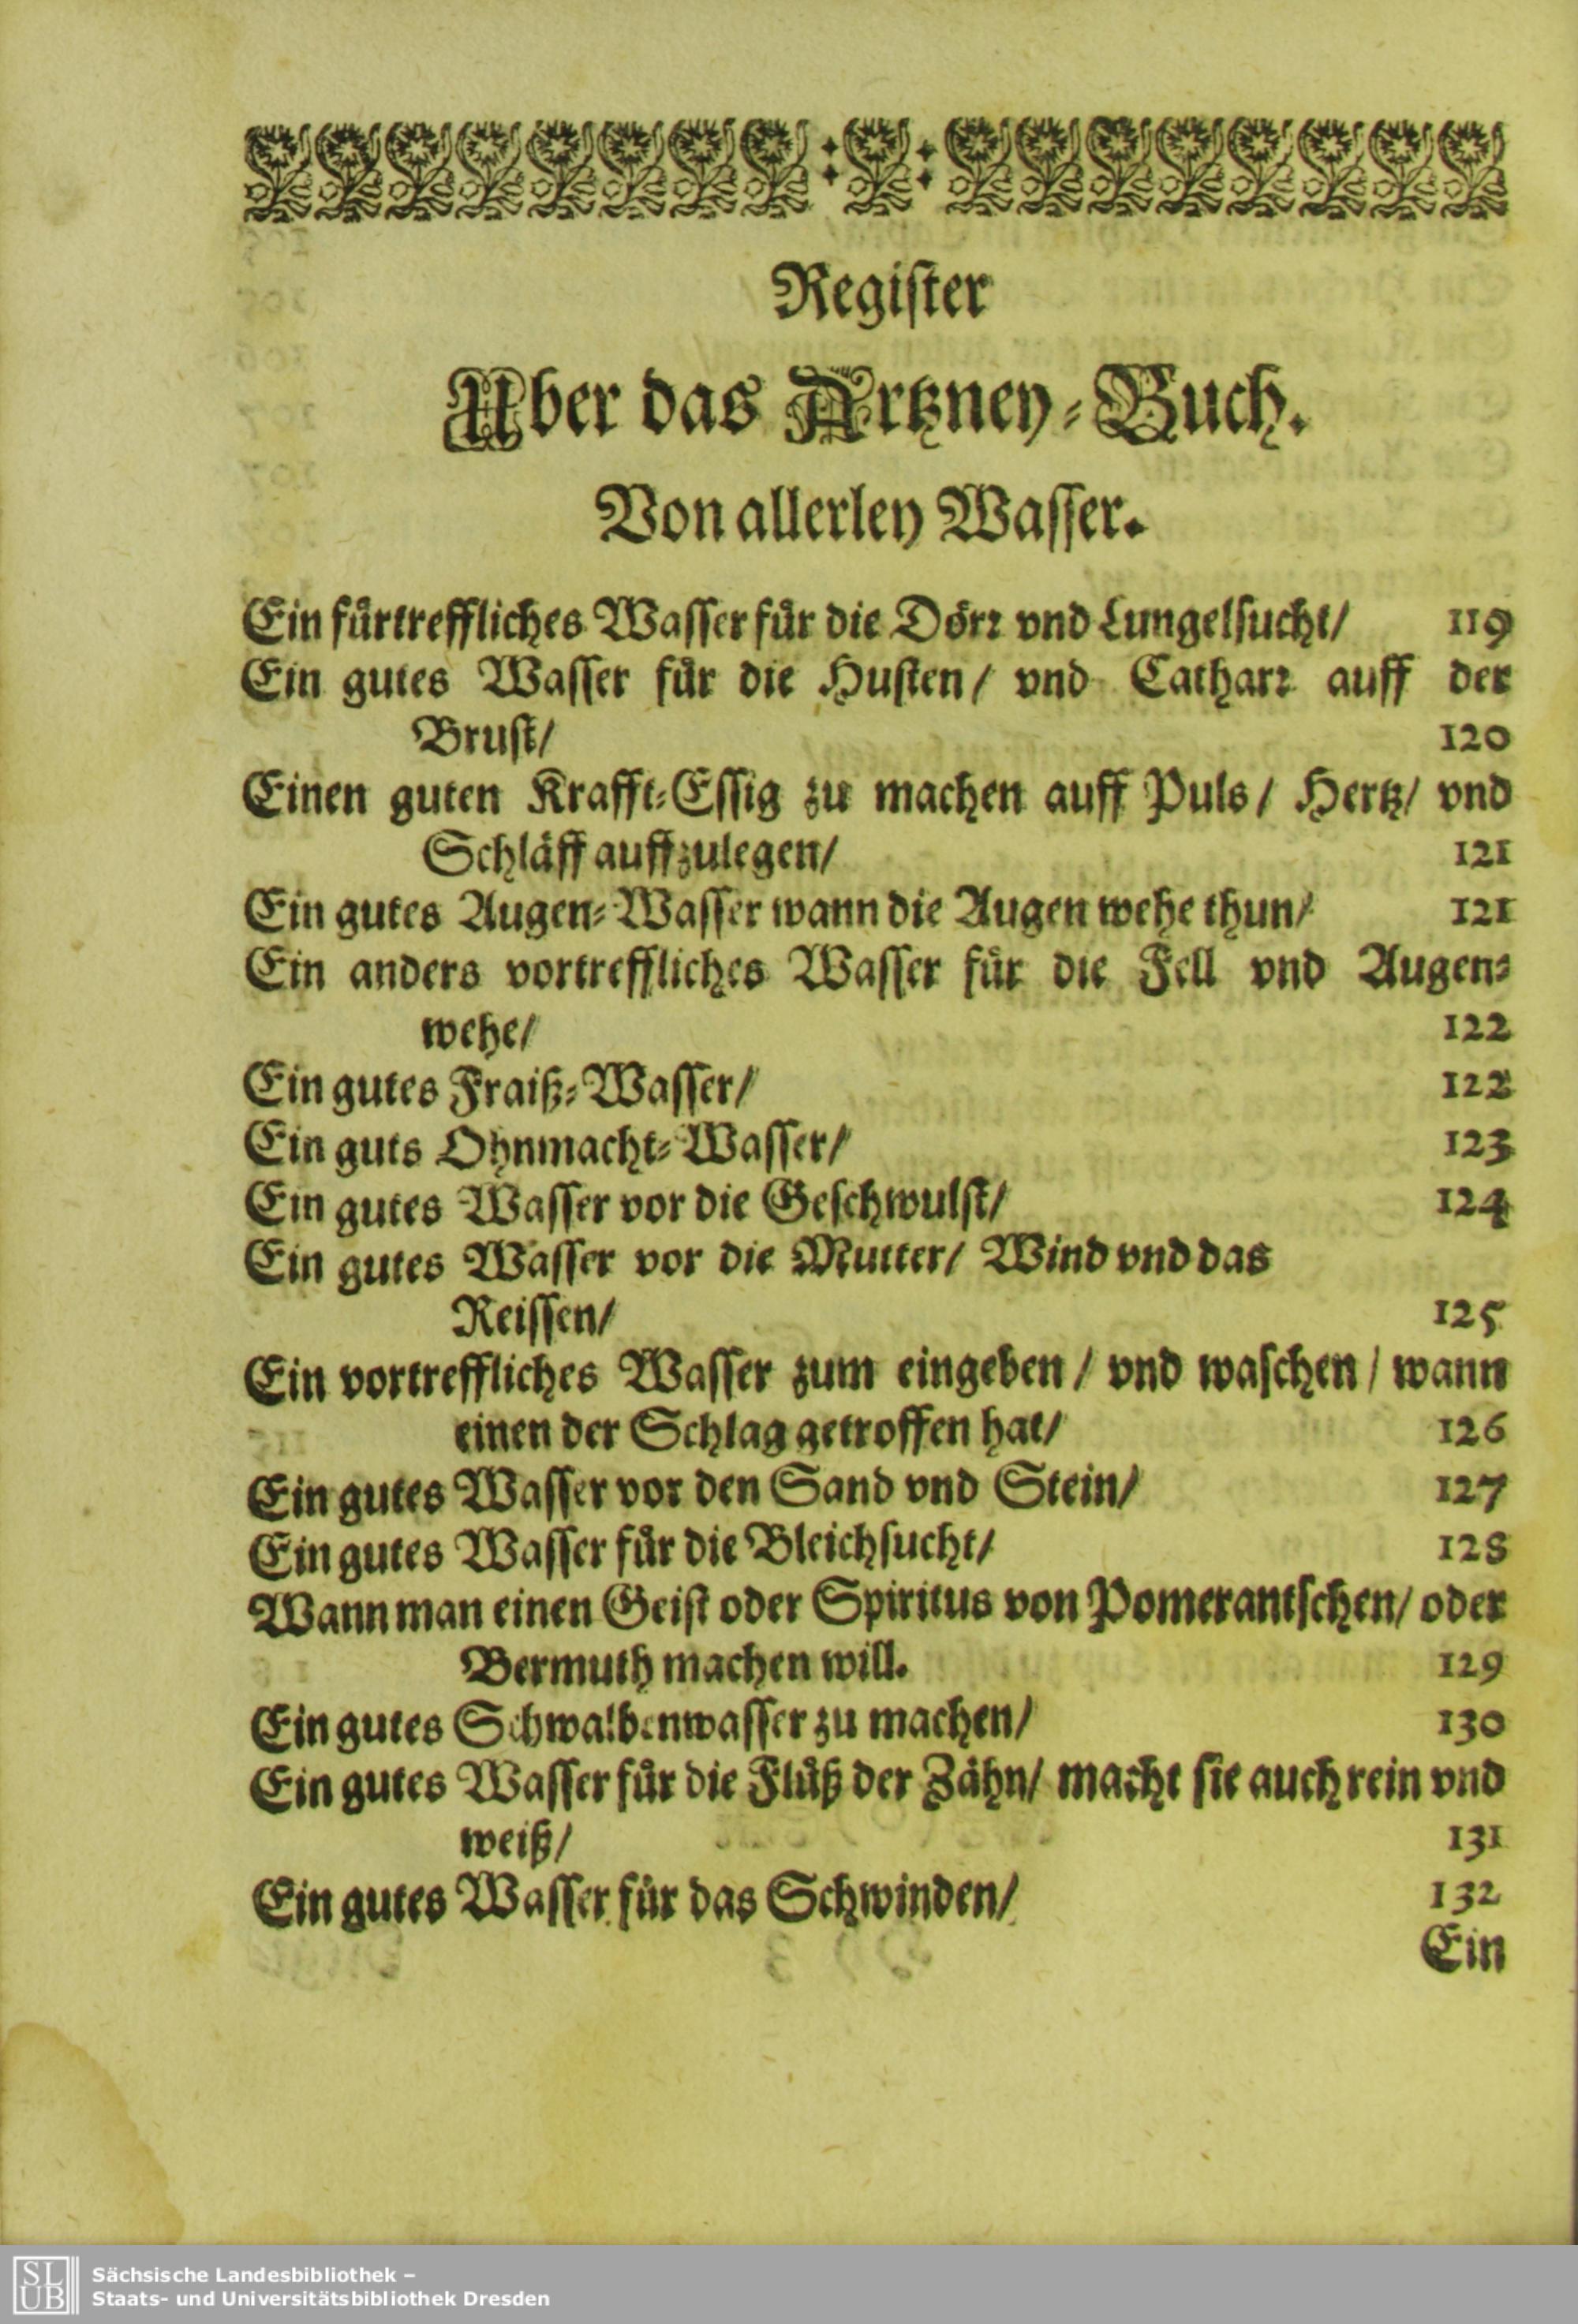 Register
Uber das Artzney-Buch.
Von allerley Wasser.
Ein fürtreffliches Wasser für die Dörr vnd Lungelsucht/ 119
Ein gutes Wasser für die Husten/ vnd Catharr auff der
Brust/ 120
Einen guten Krafft-Essig zu machen auff Puls/ Hertz/ vnd
Schläff auffzulegen/ 121
Ein gutes Augen-Wasser wann die Augen wehe thun/ 121
Ein anders vortreffliches Wasser für die Fell vnd Augen-
wehe/ 122
Ein gutes Fraiß-Wasser/ 122
Ein guts Ohnmacht-Wasser/ 123
Ein gutes Wasser vor die Geschwulst/ 124
Ein gutes Wasser vor die Mutter/ Wind vnd das
Reissen/ 125
Ein vortreffliches Wasser zum eingeben/ vnd waschen/ wann
einen der Schlag getroffen hat/ 126
Ein gutes Wasser vor den Sand vnd Stein/ 127
Ein gutes Wasser für die Bleichsucht/ 128
Wann man einen Geist oder Spiritus von Pomerantschen/ oder
Bermuth machen will. 129
Ein gutes Schwalbenwasser zu machen/ 130
Ein gutes Wasser für die Flüß der Zähn/ macht sie auch rein vnd
weiß/ 131
Ein gutes Wasser für das Schwinden/ 132
Ein
SLUB
Sächsische Landesbibliothek –
Staats- und Universitätsbibliothek Dresden